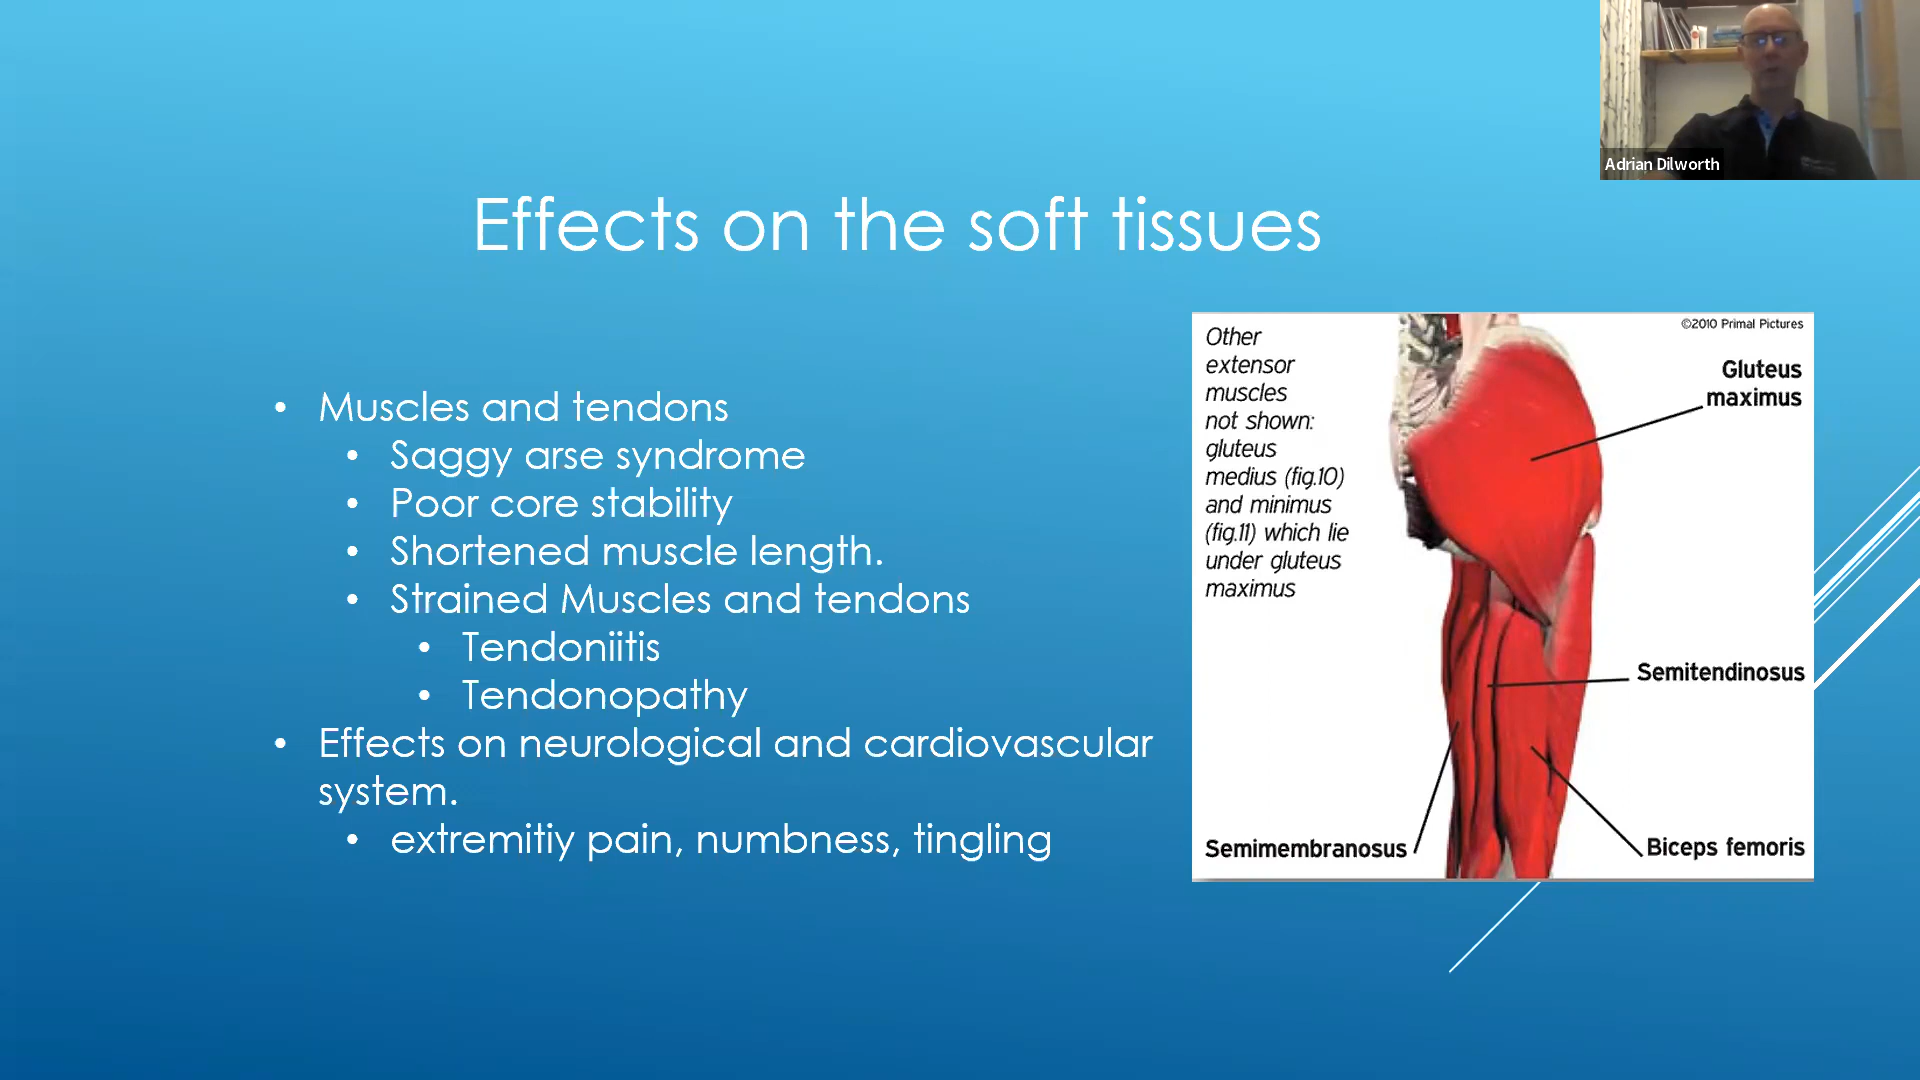 Adrian Dilworth
Effects on the soft tissues
• Muscles and tendons
• Saggy arse syndrome
• Poor core stability
• Shortened muscle length.
• Strained Muscles and tendons
• Tendoniitis
• Tendonopathy
• Effects on neurological and cardiovascular
system.
• extremitiy pain, numbness, tingling
©2010 Primal Pictures
Other
extensor
muscles
not shown:
gluteus
medius (fig.10)
and minimus
(fig.11) which lie
under gluteus
maximus
Gluteus
maximus
Semitendinosus
Semimembranosus
Biceps femoris